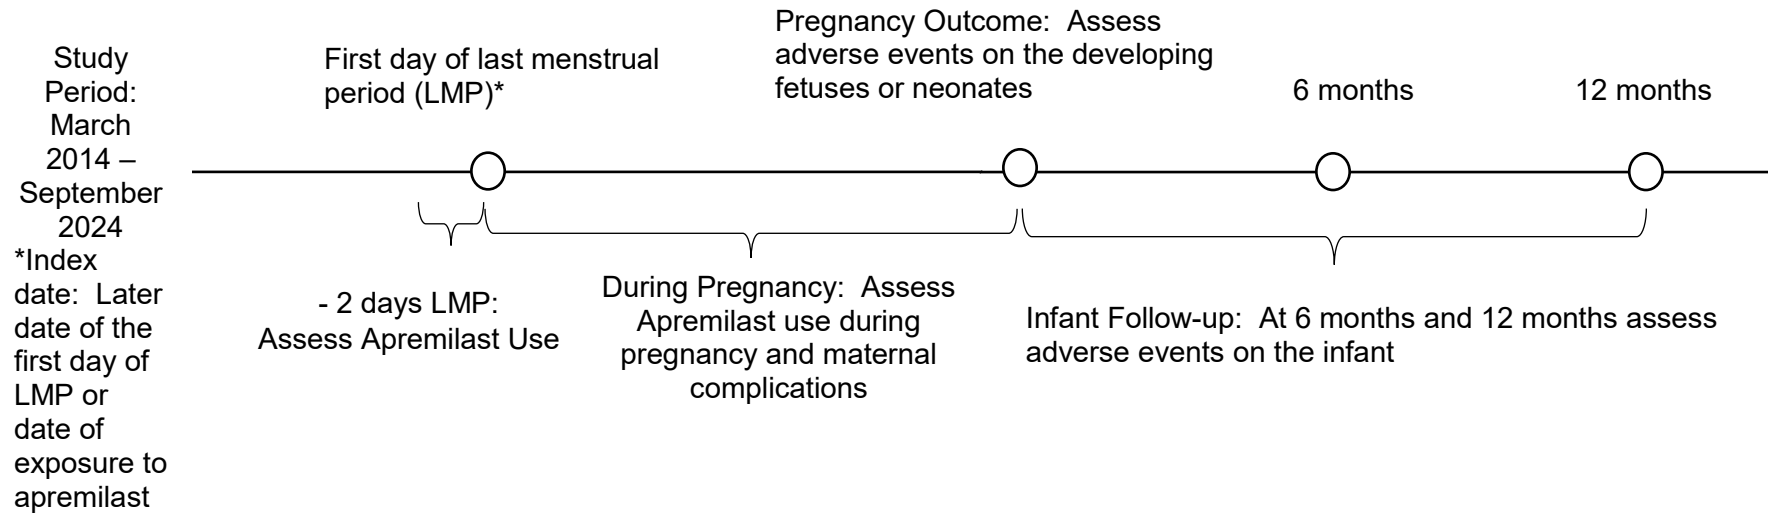 Study
Period:
March
2014 –
September
2024
*Index
date:  Later
date of the
first day of
LMP or
date of
exposure to
apremilast
First day of last menstrual
period (LMP)*
Pregnancy Outcome:  Assess
adverse events on the developing
fetuses or neonates
6 months
12 months
- 2 days LMP:
Assess Apremilast Use
During Pregnancy:  Assess
Apremilast use during
pregnancy and maternal
complications
Infant Follow-up:  At 6 months and 12 months assess
adverse events on the infant